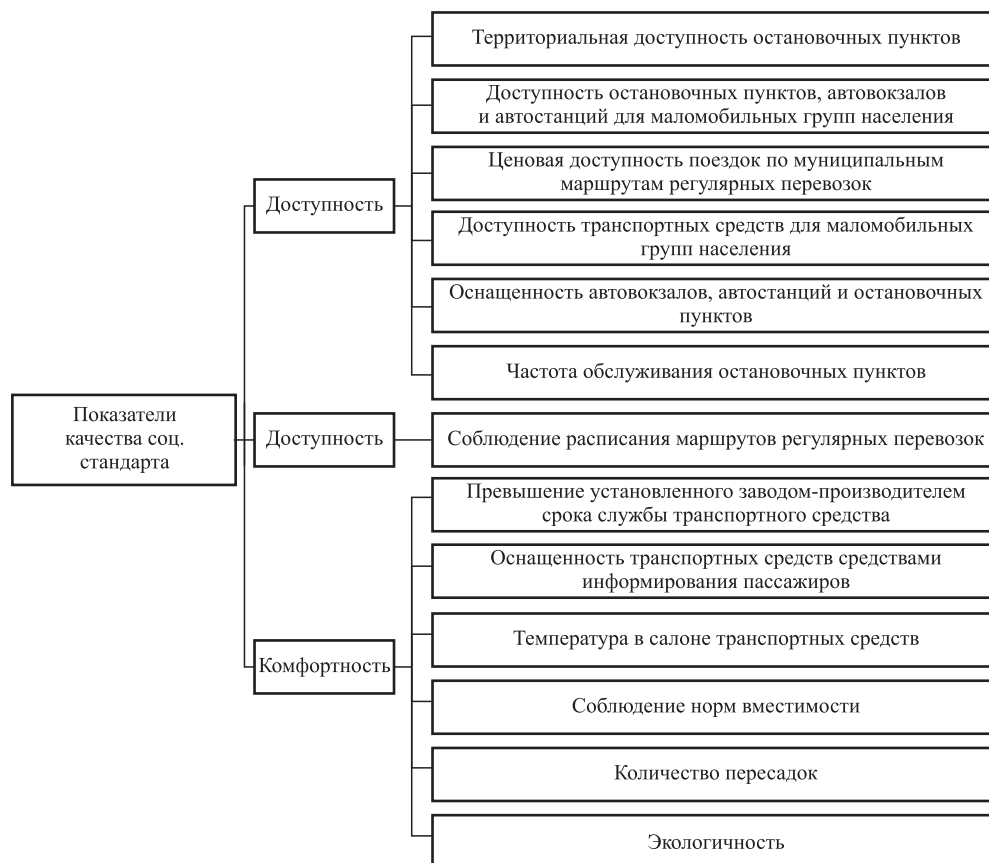 Показатели
качества соц.
стандарта
Доступность
Территориальная доступность остановочных пунктов
Доступность остановочных пунктов, автовокзалов
и автостанций для маломобильных групп населения
Ценовая доступность поездок по муниципальным
маршрутам регулярных перевозок
Доступность транспортных средств для маломобильных
групп населения
Оснащенность автовокзалов, автостанций и остановочных
пунктов
Частота обслуживания остановочных пунктов
Доступность
Соблюдение расписания маршрутов регулярных перевозок
Комфортность
Превышение установленного заводом-производителем
срока службы транспортного средства
Оснащенность транспортных средств средствами
информирования пассажиров
Температура в салоне транспортных средств
Соблюдение норм вместимости
Количество пересадок
Экологичность